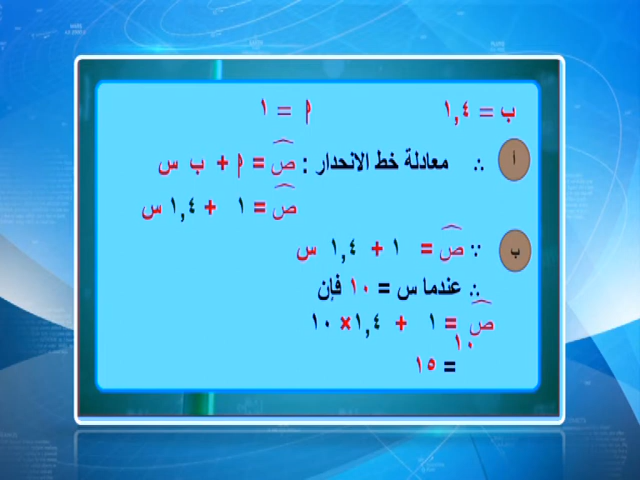 ب = ١,٤ م = ١
أ ∴ معادلة خط الانحدار : ص̂ = م + ب س
ص̂ = ١ + ١,٤ س
ب ∵ ص̂ = ١ + ١,٤ س
∴ عندما س = ١٠ فإن
ص̂ ١٠ = ١ + ١,٤ × ١٠
= ١٥